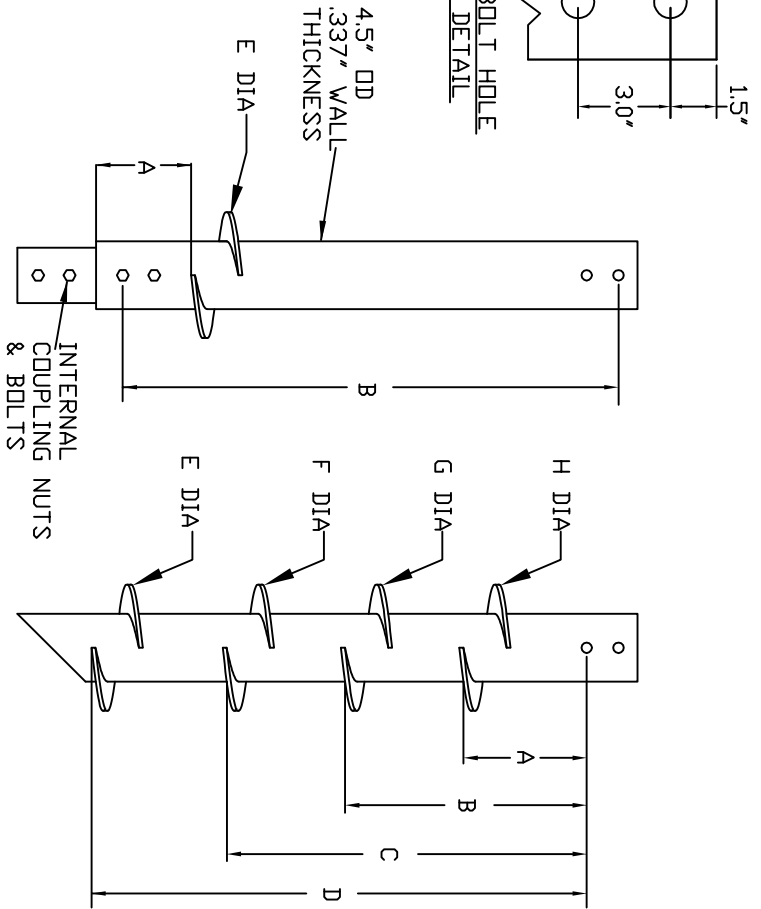 1.5"
3.0"
BOLT HOLE
DETAIL
4.5" OD
.337" WALL
THICKNESS
E DIA
A
B
INTERNAL
COUPLING NUTS
& BOLTS
H DIA
G DIA
F DIA
E DIA
A
B
C
D